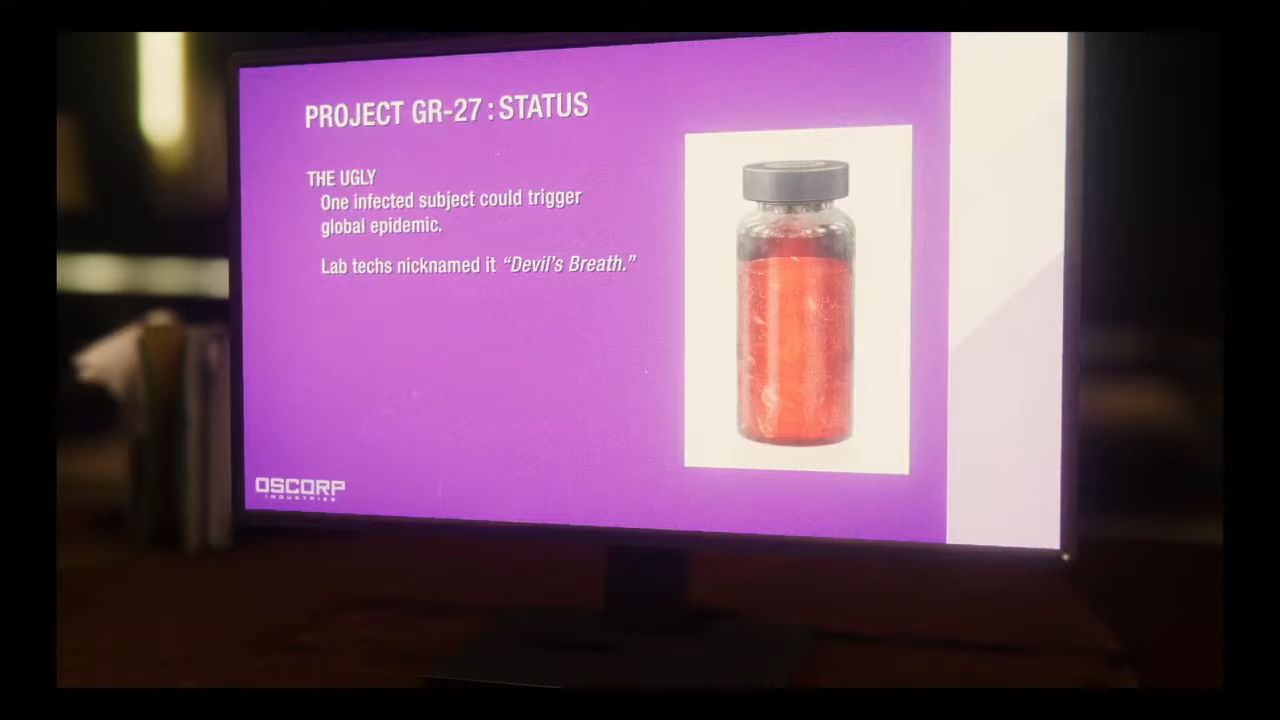 PROJECT GR-27 : STATUS
THE UGLY
One infected subject could trigger
global epidemic.
Lab techs nicknamed it “Devil's Breath.”
OSCORP
INDUSTRIES